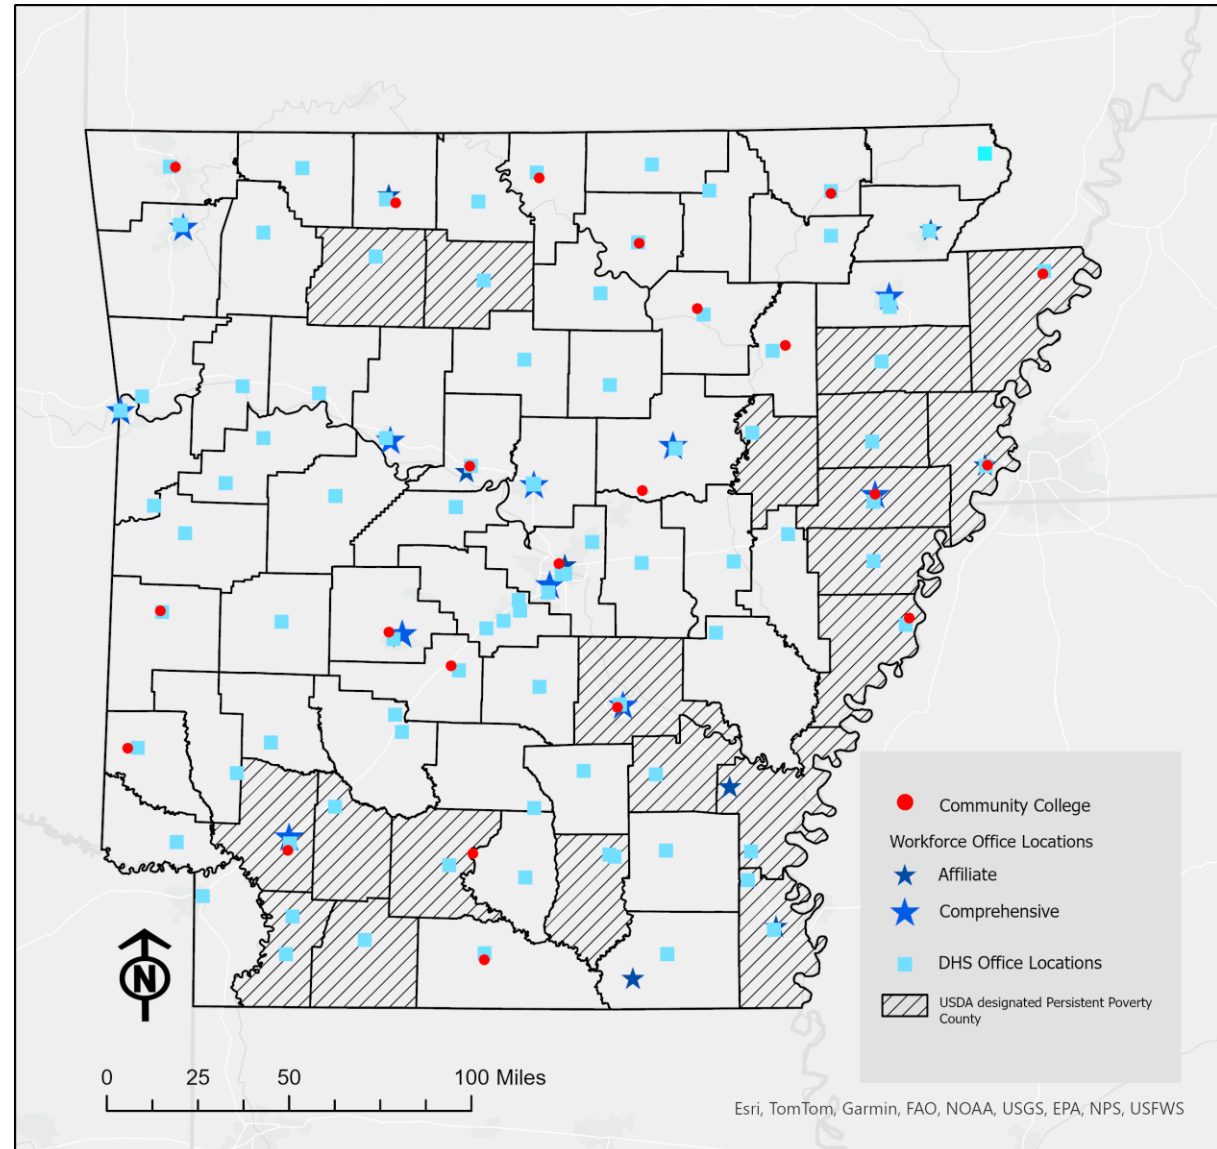 Community College
Workforce Office Locations
Affiliate
Comprehensive
DHS Office Locations
USDA designated Persistent Poverty
County
N
0 25 50 100 Miles
Esri, TomTom, Garmin, FAO, NOAA, USGS, EPA, NPS, USFWS